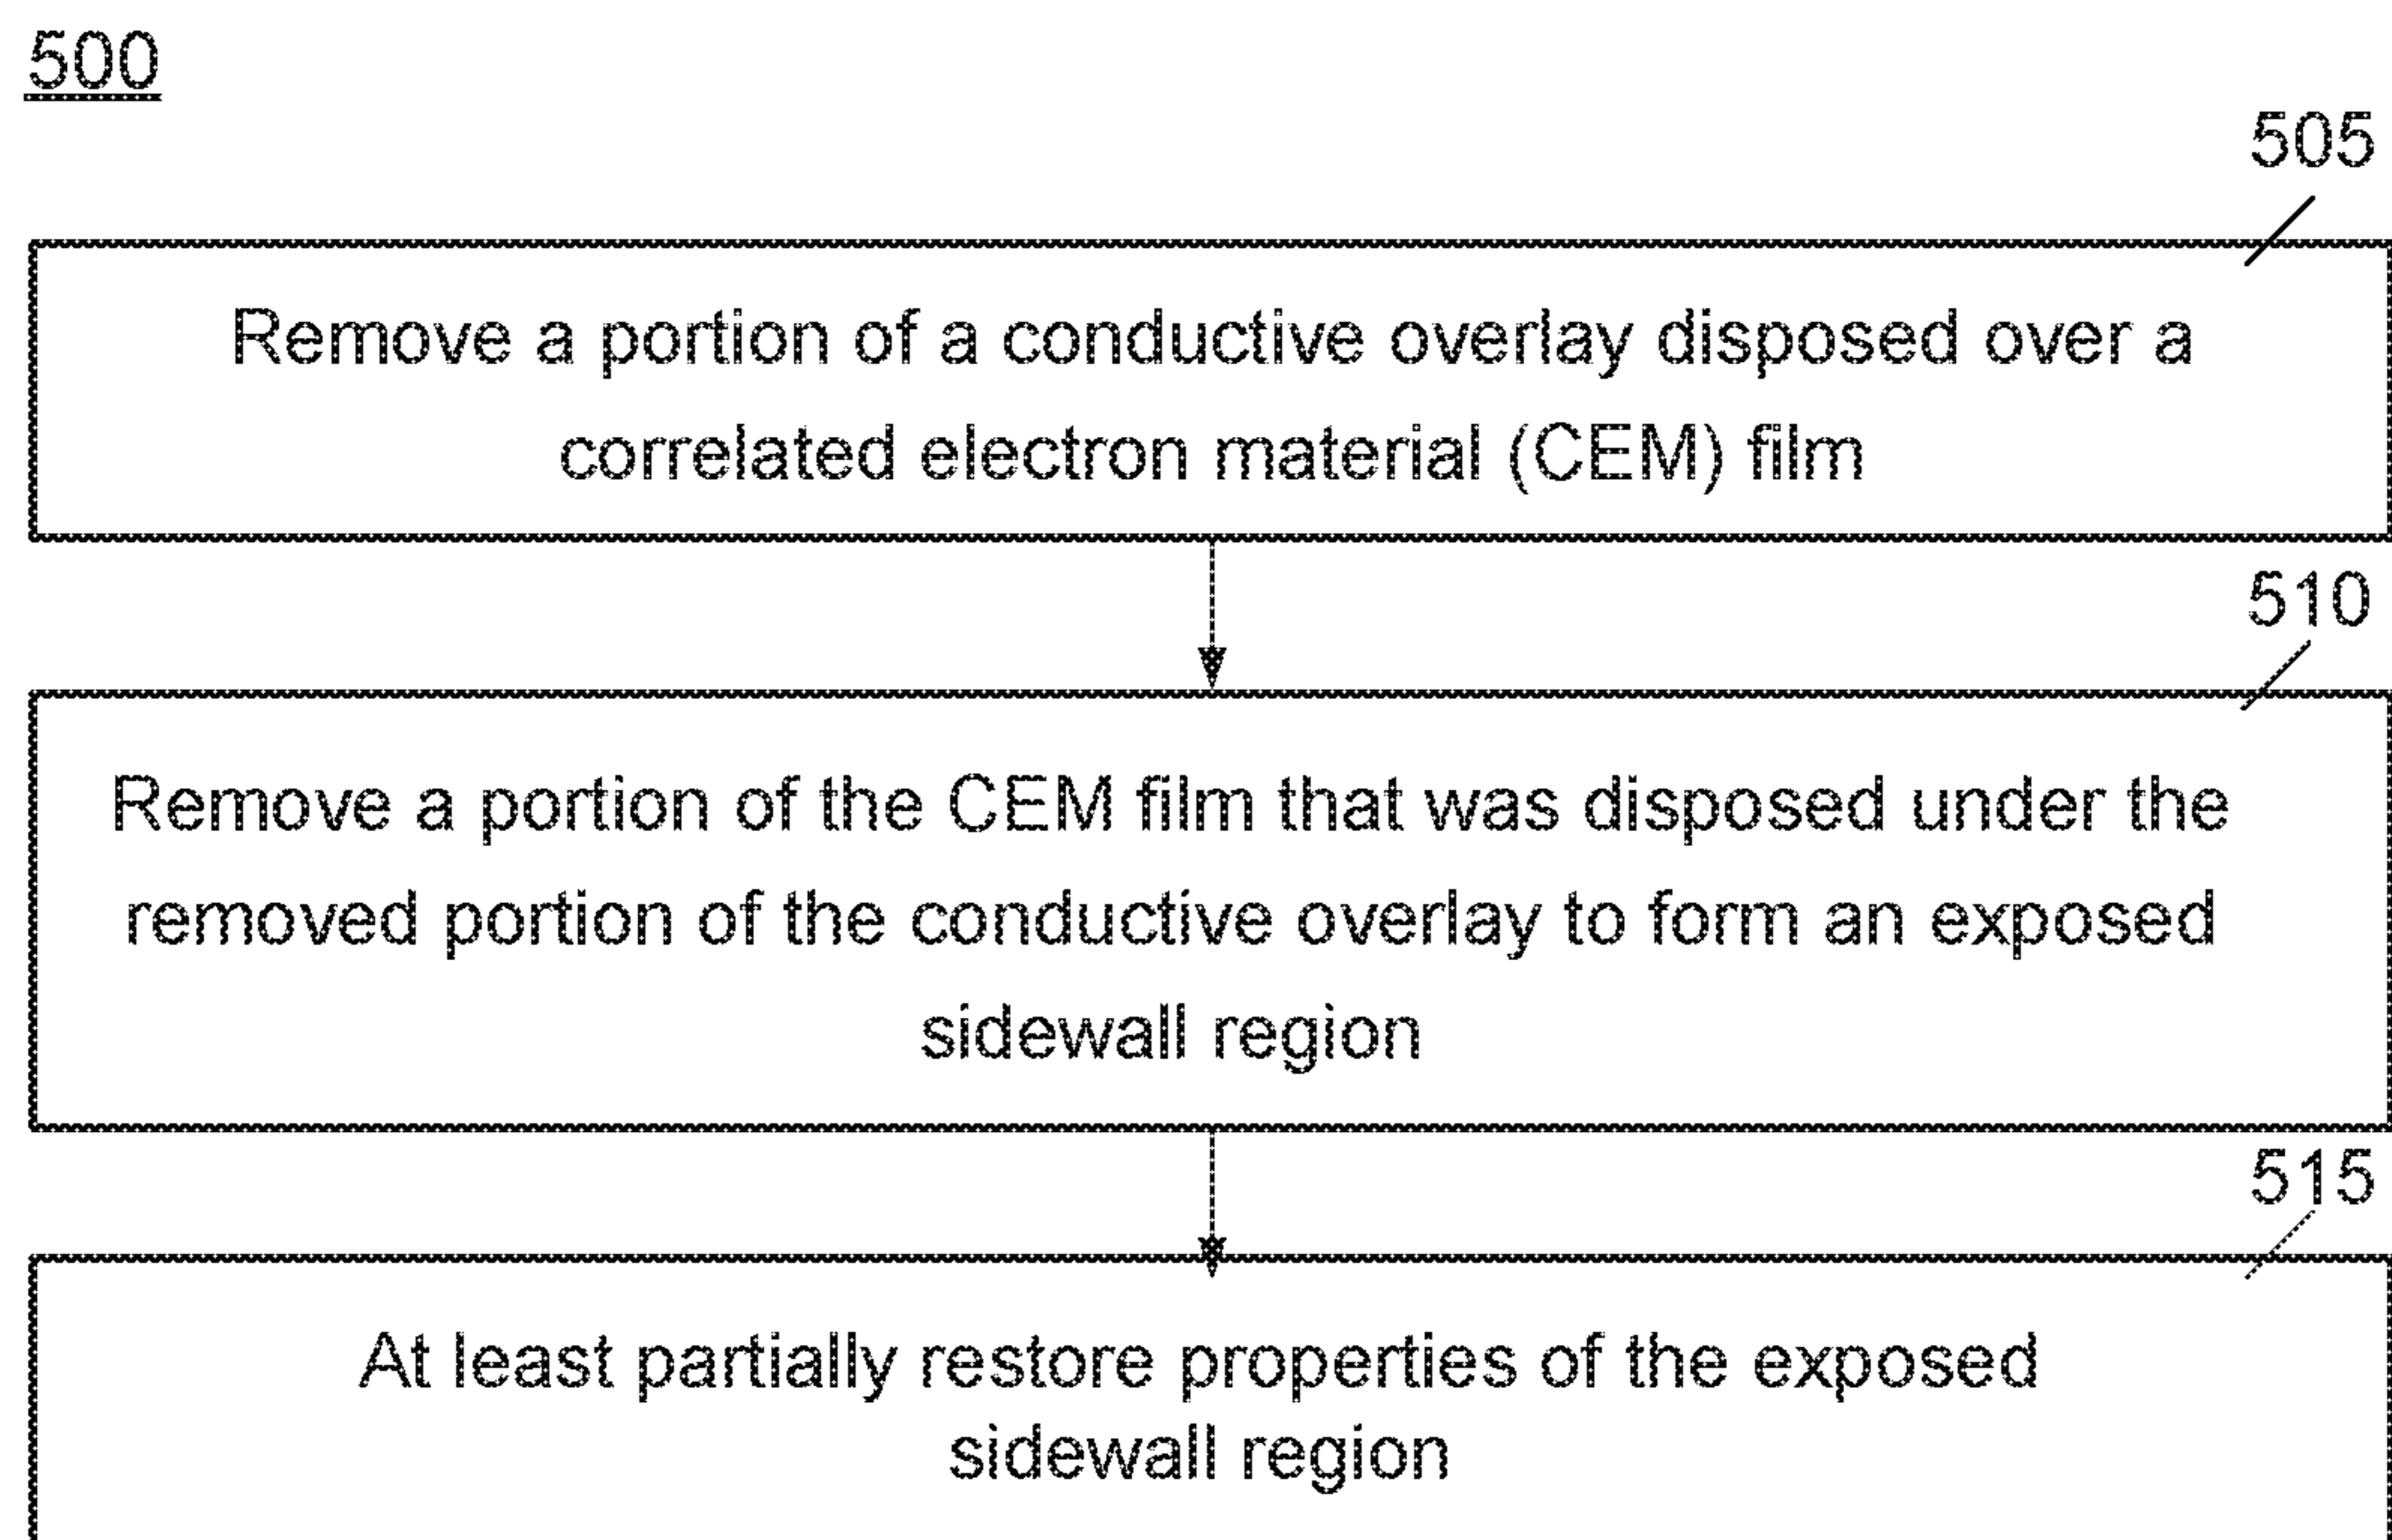 500
505
Remove a portion of a conductive overlay disposed over a
correlated electron material (CEM) film
510
Remove a portion of the CEM film that was disposed under the
removed portion of the conductive overlay to form an exposed
sidewall region
515
At least partially restore properties of the exposed
sidewall region